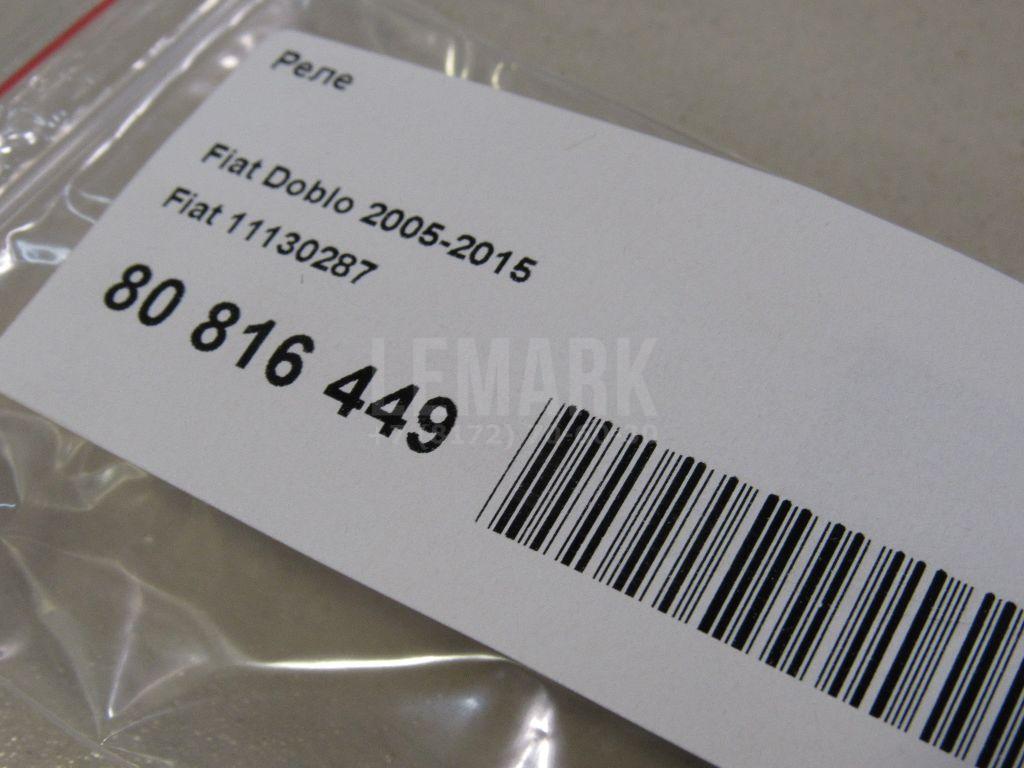 Реле
Fiat Doblo 2005-2015
Fiat 11130287
80 816 449
LEMARK